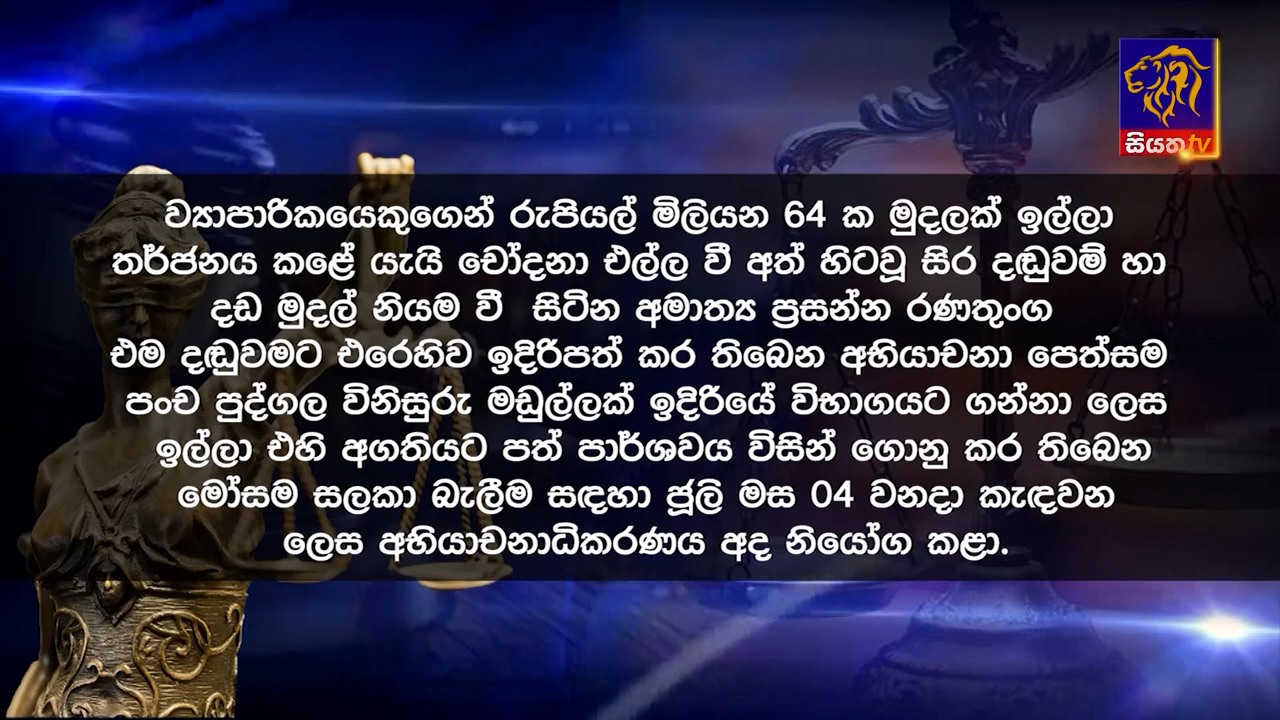 සියත tv
ව්‍යාපාරිකයෙකුගෙන් රුපියල් මිලියන 64 ක මුදලක් ඉල්ලා
තර්ජනය කළේ යැයි චෝදනා එල්ල වී අත් හිටවූ සිර දඬුවම් හා
දඩ මුදල් නියම වී සිටින අමාත්‍ය ප්‍රසන්න රණතුංග
එම දඬුවමට එරෙහිව ඉදිරිපත් කර තිබෙන අභියාචනා පෙත්සම
පංච පුද්ගල විනිසුරු මඩුල්ලක් ඉදිරියේ විභාගයට ගන්නා ලෙස
ඉල්ලා එහි අගතියට පත් පාර්ශවය විසින් ගොනු කර තිබෙන
මෝසම සලකා බැලීම සඳහා ජූලි මස 04 වනදා කැඳවන
ලෙස අභියාචනාධිකරණය අද නියෝග කළා.